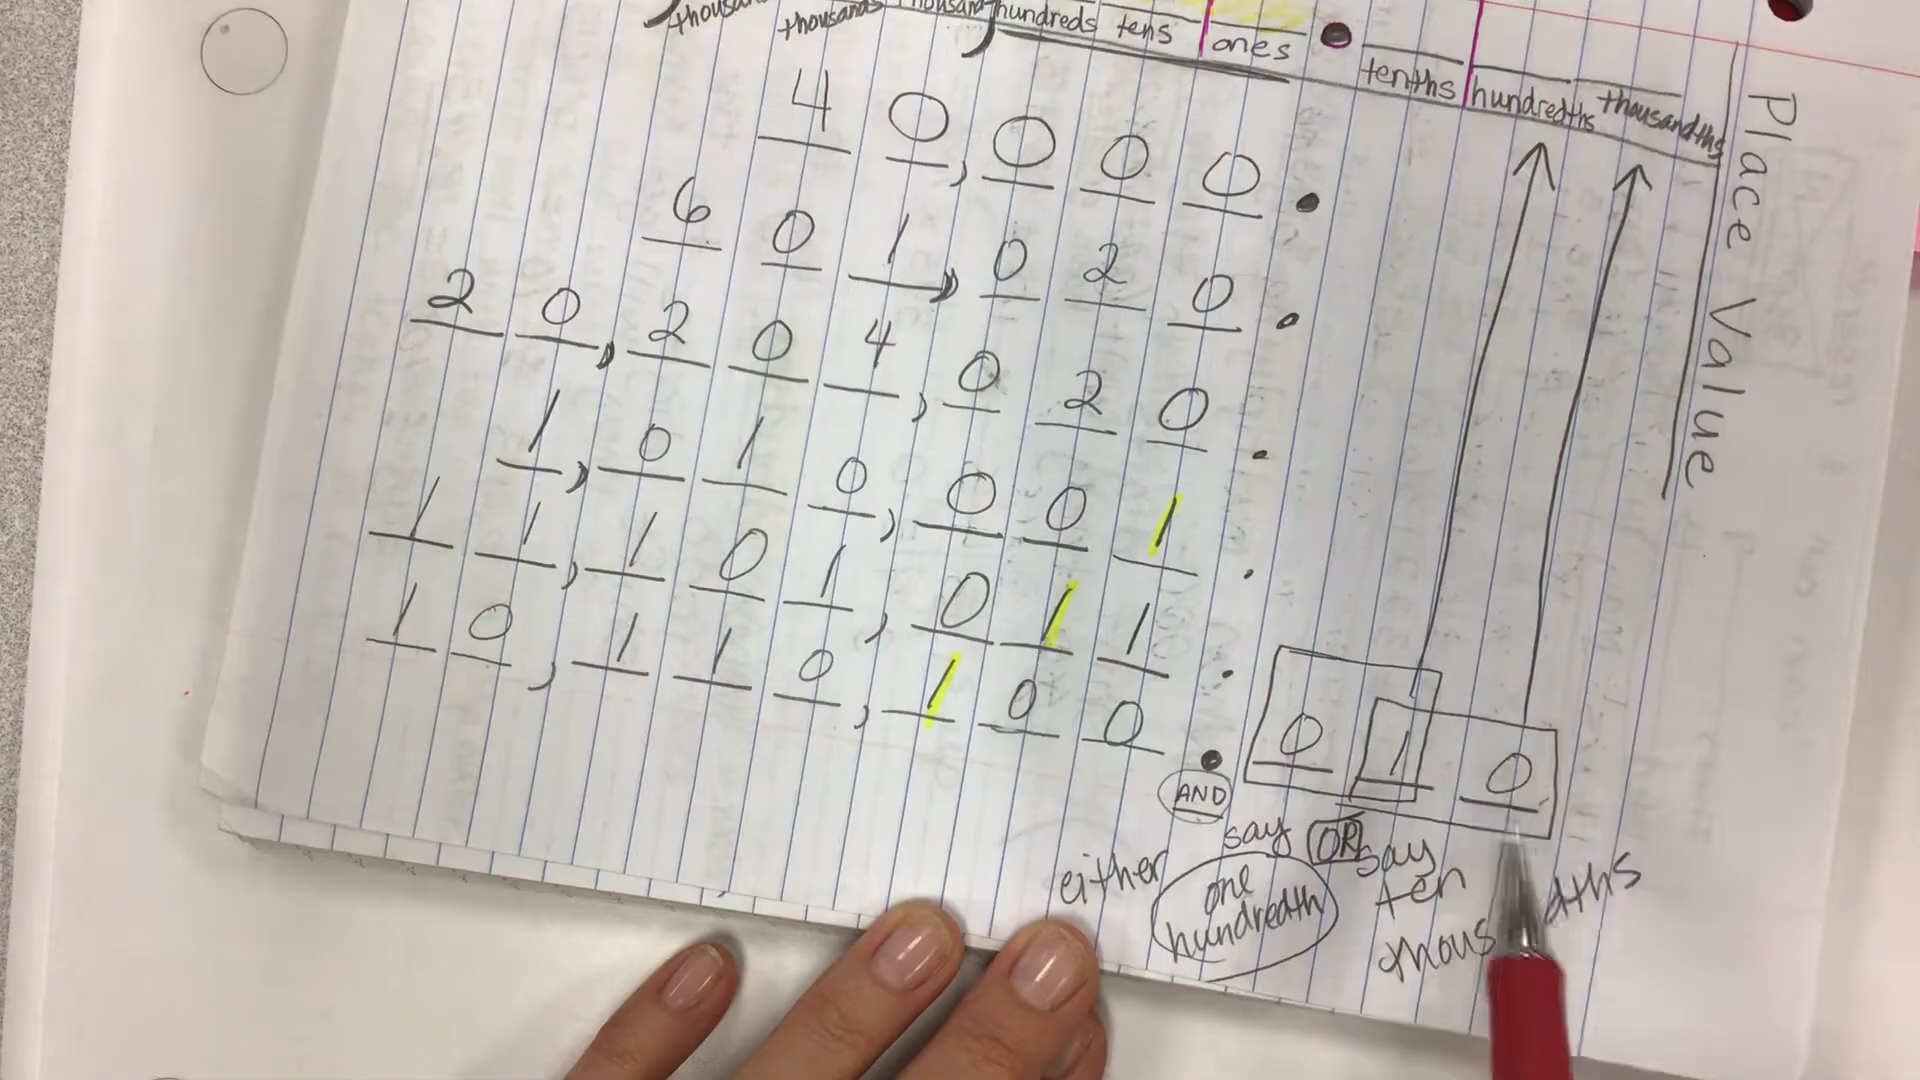 thousands thousands hundreds tens ones . tenths hundredths thousandths
Place Value
4 0, 0 0 0 .
6 0 1, 0 2 0 .
2 0, 2 0 4, 0 2 0 .
1, 0 1 0, 0 0 1 .
1 1, 1 0 1, 0 1 1 .
1 0, 1 1 0, 1 0 0 . 0 1 0
AND
either say one hundredth
OR say ten